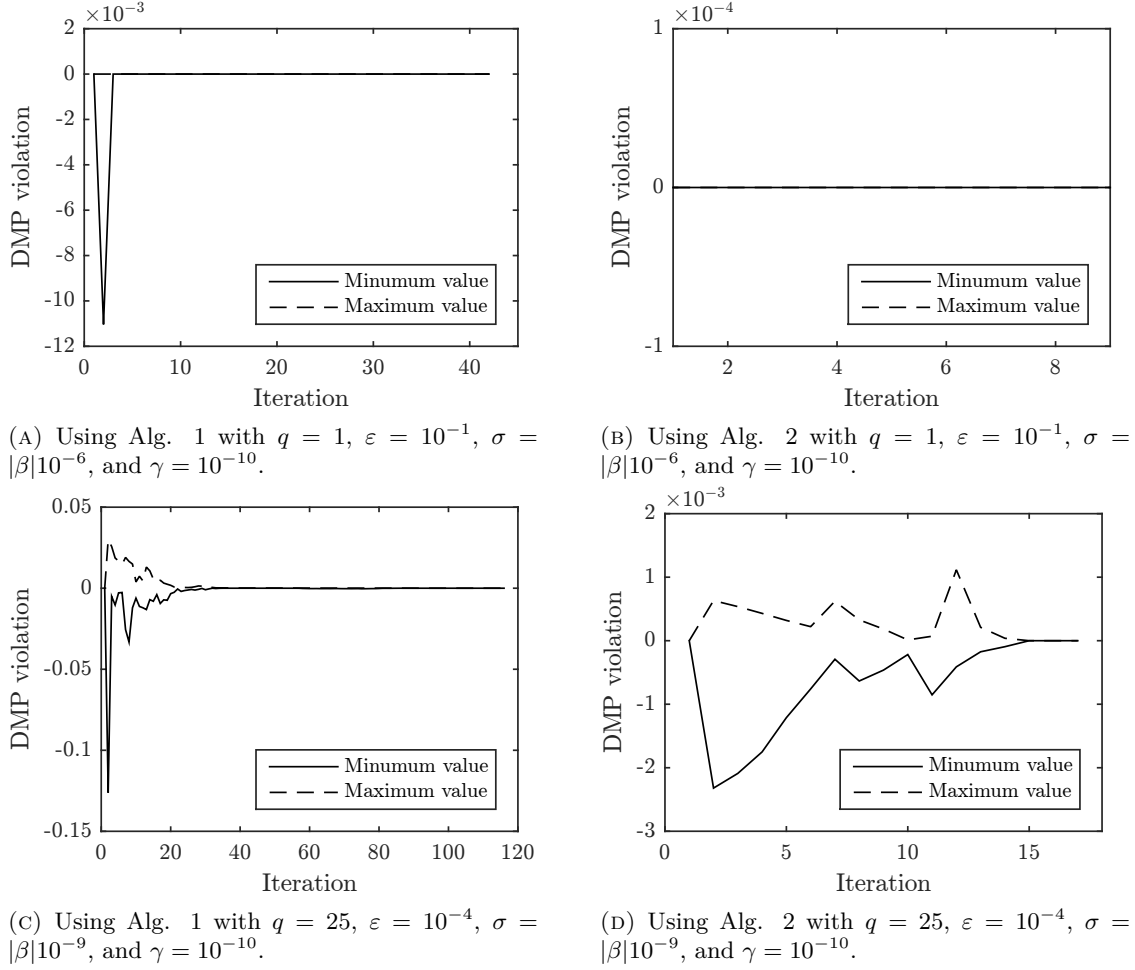 ×10⁻³
2
0
-2
-4
-6
-8
-10
-12
0
10
20
30
40
DMP violation
Iteration
Minumum value
Maximum value
(A) Using Alg. 1 with q = 1, ε = 10⁻¹, σ =
|β|10⁻⁶, and γ = 10⁻¹⁰.
×10⁻⁴
1
0
-1
2
4
6
8
DMP violation
Iteration
Minumum value
Maximum value
(B) Using Alg. 2 with q = 1, ε = 10⁻¹, σ =
|β|10⁻⁶, and γ = 10⁻¹⁰.
0.05
0
-0.05
-0.1
-0.15
0
20
40
60
80
100
120
DMP violation
Iteration
Minumum value
Maximum value
(C) Using Alg. 1 with q = 25, ε = 10⁻⁴, σ =
|β|10⁻⁹, and γ = 10⁻¹⁰.
×10⁻³
2
1
0
-1
-2
-3
0
5
10
15
DMP violation
Iteration
Minumum value
Maximum value
(D) Using Alg. 2 with q = 25, ε = 10⁻⁴, σ =
|β|10⁻⁹, and γ = 10⁻¹⁰.